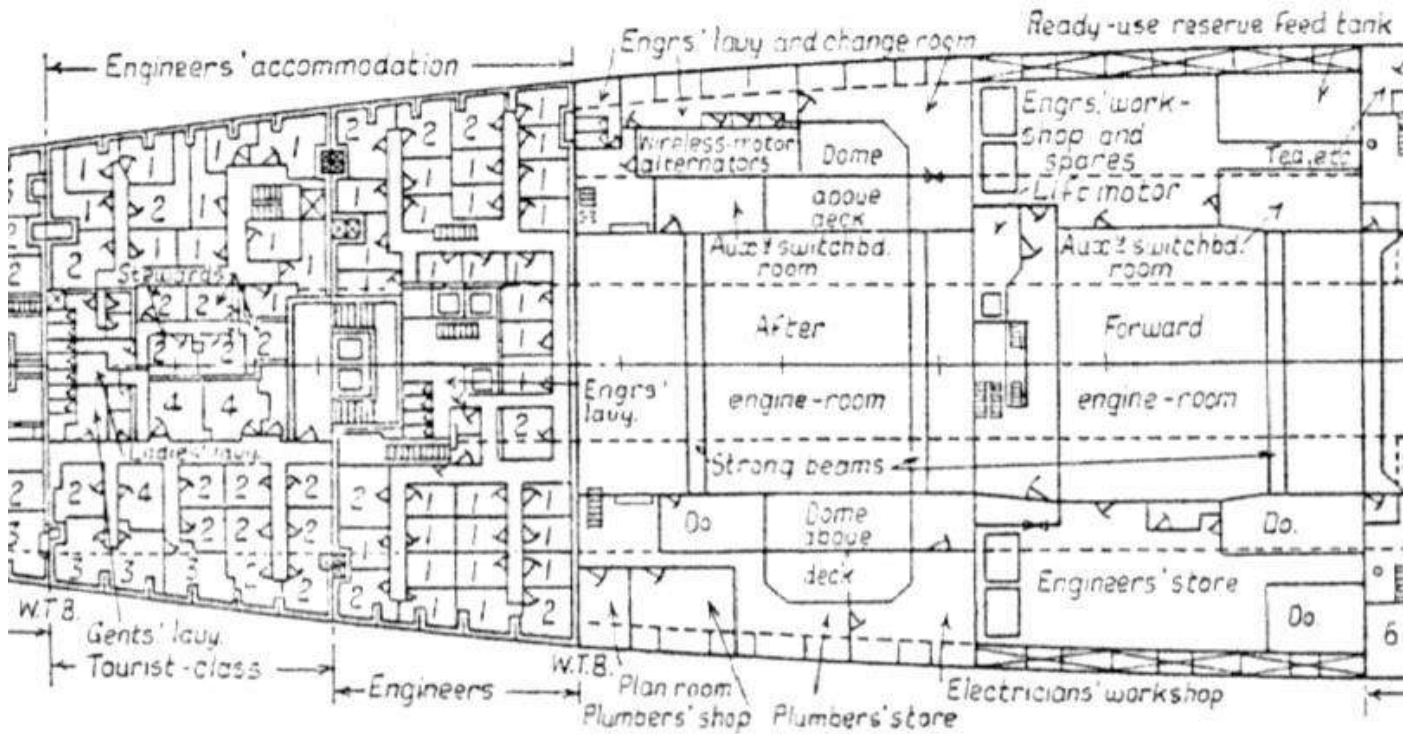 Ready-use reserve feed tank
Engrs' lavy and change room
Engineers' accommodation
Engrs' work-
shop and
spares
Wireless-motor
alternators
Dome
above
deck
Tea, etc
Lift motor
Stewards
Aux'y switchbd.
room
Aux'y switchbd.
room
After
Forward
Engrs'
lavy.
engine-room
engine-room
Ladies' lavy.
Strong beams
Do.
Dome
above
deck
Do.
Engineers' store
Do.
6
W.T.B.
Gents' lavy.
Tourist-class
Engineers
W.T.B.
Plan room
Plumbers' shop
Plumbers' store
Electricians' workshop